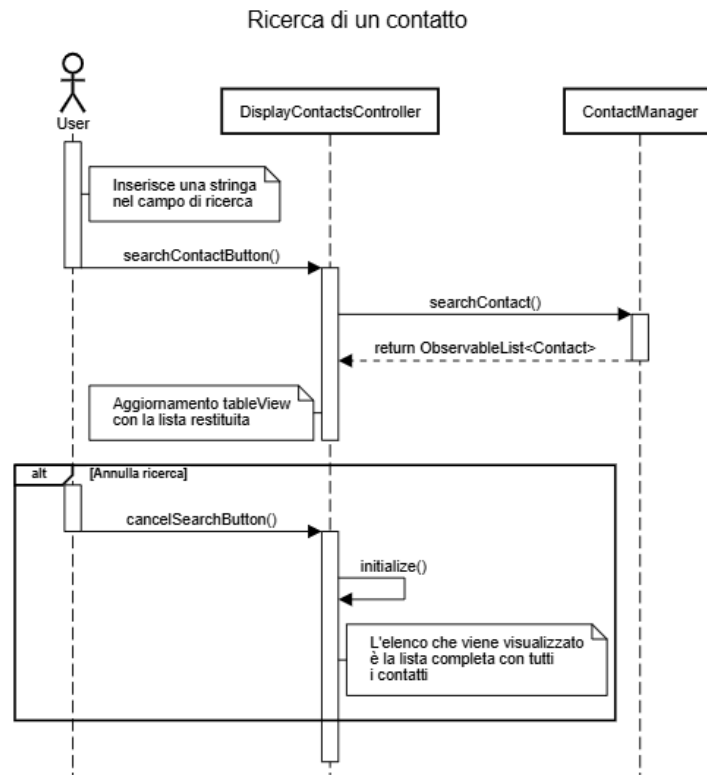 Ricerca di un contatto
User
DisplayContactsController
ContactManager
Inserisce una stringa
nel campo di ricerca
searchContactButton()
searchContact()
return ObservableList<Contact>
Aggiornamento tableView
con la lista restituita
alt
[Annulla ricerca]
cancelSearchButton()
initialize()
L'elenco che viene visualizzato
è la lista completa con tutti
i contatti